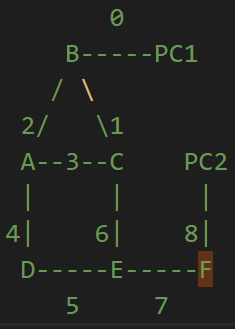 0
   B-----PC1
  / \
2/    \1
A--3--C    PC2
|     |     |
4|    6|    8|
D-----E-----F
   5     7